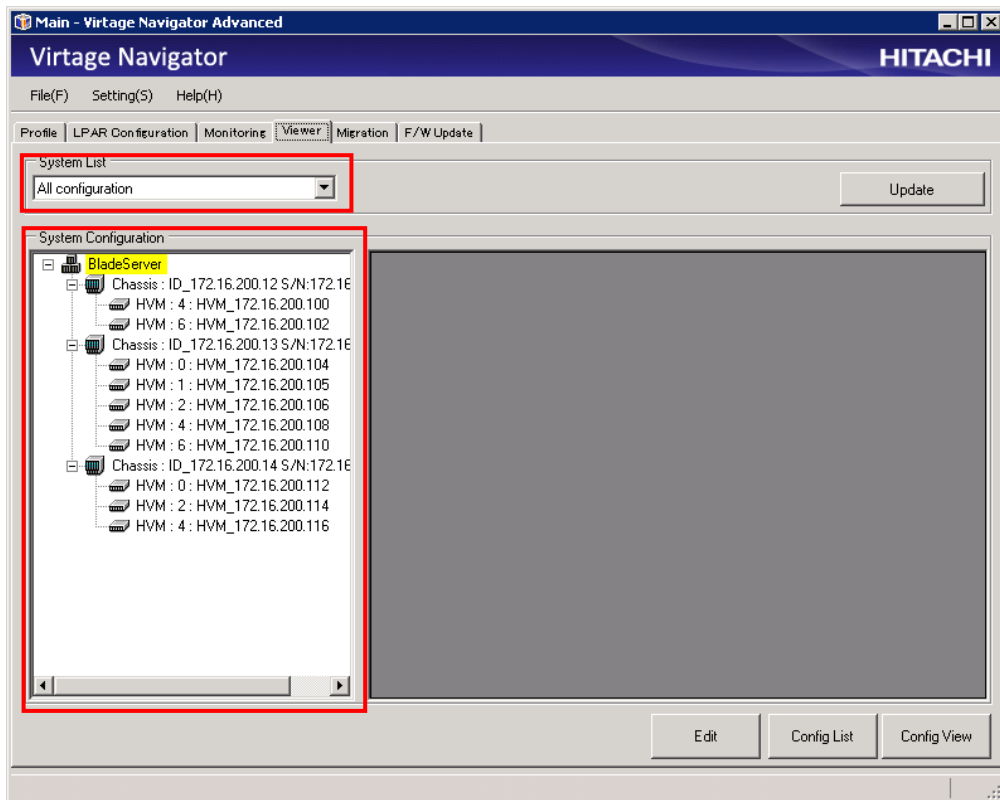 Main - Virtage Navigator Advanced
Virtage Navigator
HITACHI
File(F) Setting(S) Help(H)
Profile LPAR Configuration Monitoring Viewer Migration F/W Update
System List
All configuration
Update
System Configuration
BladeServer
Chassis : ID_172.16.200.12 S/N:172.16
HVM : 4 : HVM_172.16.200.100
HVM : 6 : HVM_172.16.200.102
Chassis : ID_172.16.200.13 S/N:172.16
HVM : 0 : HVM_172.16.200.104
HVM : 1 : HVM_172.16.200.105
HVM : 2 : HVM_172.16.200.106
HVM : 4 : HVM_172.16.200.108
HVM : 6 : HVM_172.16.200.110
Chassis : ID_172.16.200.14 S/N:172.16
HVM : 0 : HVM_172.16.200.112
HVM : 2 : HVM_172.16.200.114
HVM : 4 : HVM_172.16.200.116
Edit Config List Config View